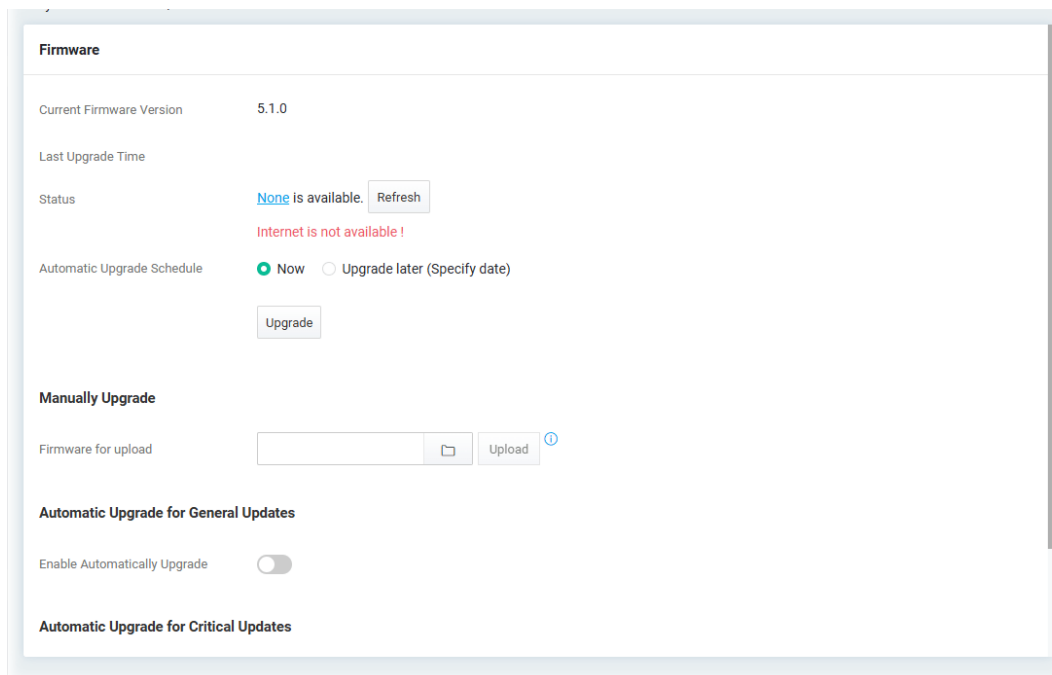 Firmware
Current Firmware Version 5.1.0
Last Upgrade Time
Status None is available. Refresh
Internet is not available !
Automatic Upgrade Schedule Now Upgrade later (Specify date)
Upgrade
Manually Upgrade
Firmware for upload Upload
Automatic Upgrade for General Updates
Enable Automatically Upgrade
Automatic Upgrade for Critical Updates